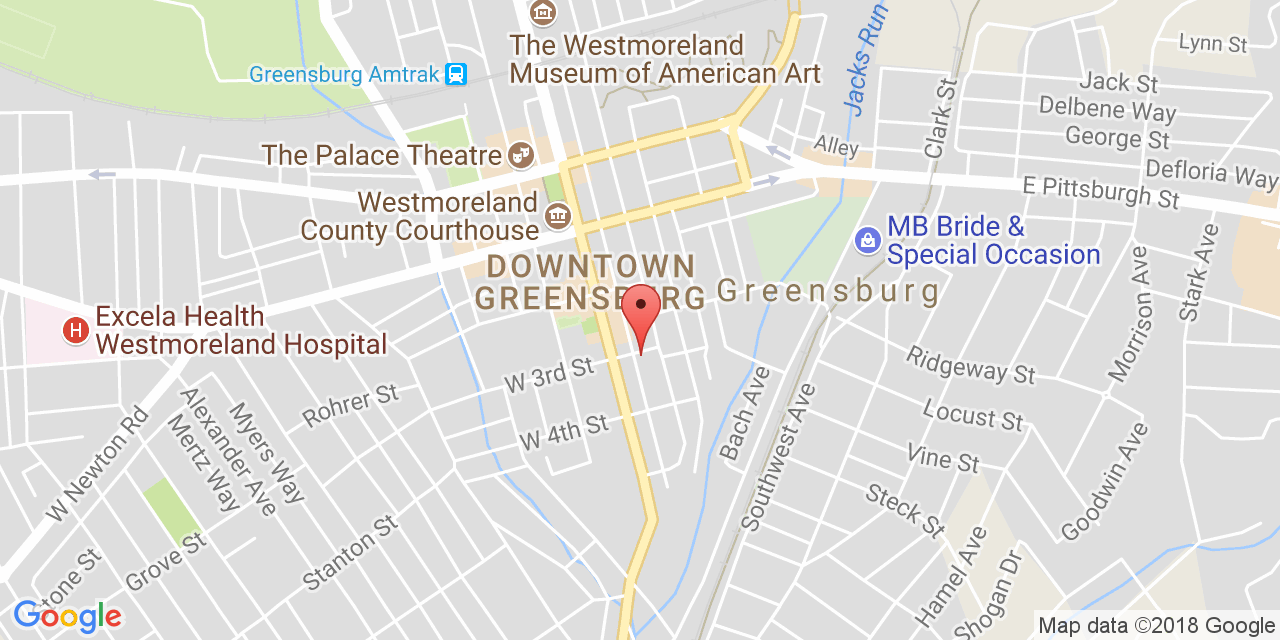 The Westmoreland
Museum of American Art
Greensburg Amtrak
Jacks Run
Lynn St
Jack St
Delbene Way
George St
Clark St
Alley
Defloria Way
The Palace Theatre
E Pittsburgh St
Westmoreland
County Courthouse
MB Bride &
Special Occasion
DOWNTOWN
GREENSBURG
Greensburg
Stark Ave
Morrison Ave
H
Excela Health
Westmoreland Hospital
W 3rd St
Ridgeway St
Rohrer St
Bach Ave
Southwest Ave
Locust St
Alexander Ave
Myers Way
Mertz Way
W 4th St
Vine St
Goodwin Ave
W Newton Rd
Steck St
Stanton St
Grove St
Stone St
Hamel Ave
Shogan Dr
Google
Map data ©2018 Google